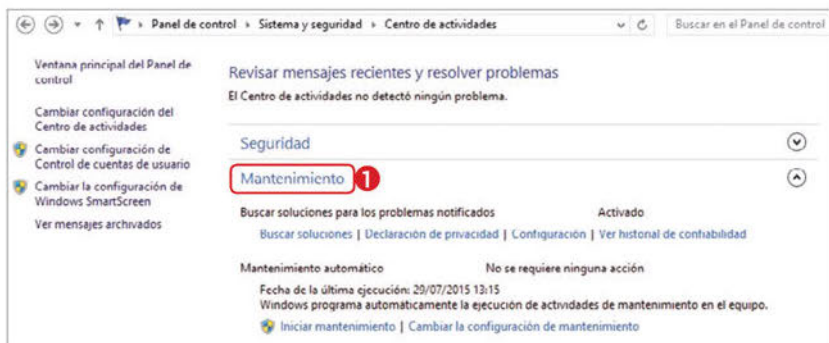 Panel de control › Sistema y seguridad › Centro de actividades
Buscar en el Panel de control
Ventana principal del Panel de
control
Cambiar configuración del
Centro de actividades
Cambiar configuración de
Control de cuentas de usuario
Cambiar la configuración de
Windows SmartScreen
Ver mensajes archivados
Revisar mensajes recientes y resolver problemas
El Centro de actividades no detectó ningún problema.
Seguridad
Mantenimiento 1
Buscar soluciones para los problemas notificados Activado
Buscar soluciones | Declaración de privacidad | Configuración | Ver historial de confiabilidad
Mantenimiento automático No se requiere ninguna acción
Fecha de la última ejecución: 29/07/2015 13:15
Windows programa automáticamente la ejecución de actividades de mantenimiento en el equipo.
Iniciar mantenimiento | Cambiar la configuración de mantenimiento